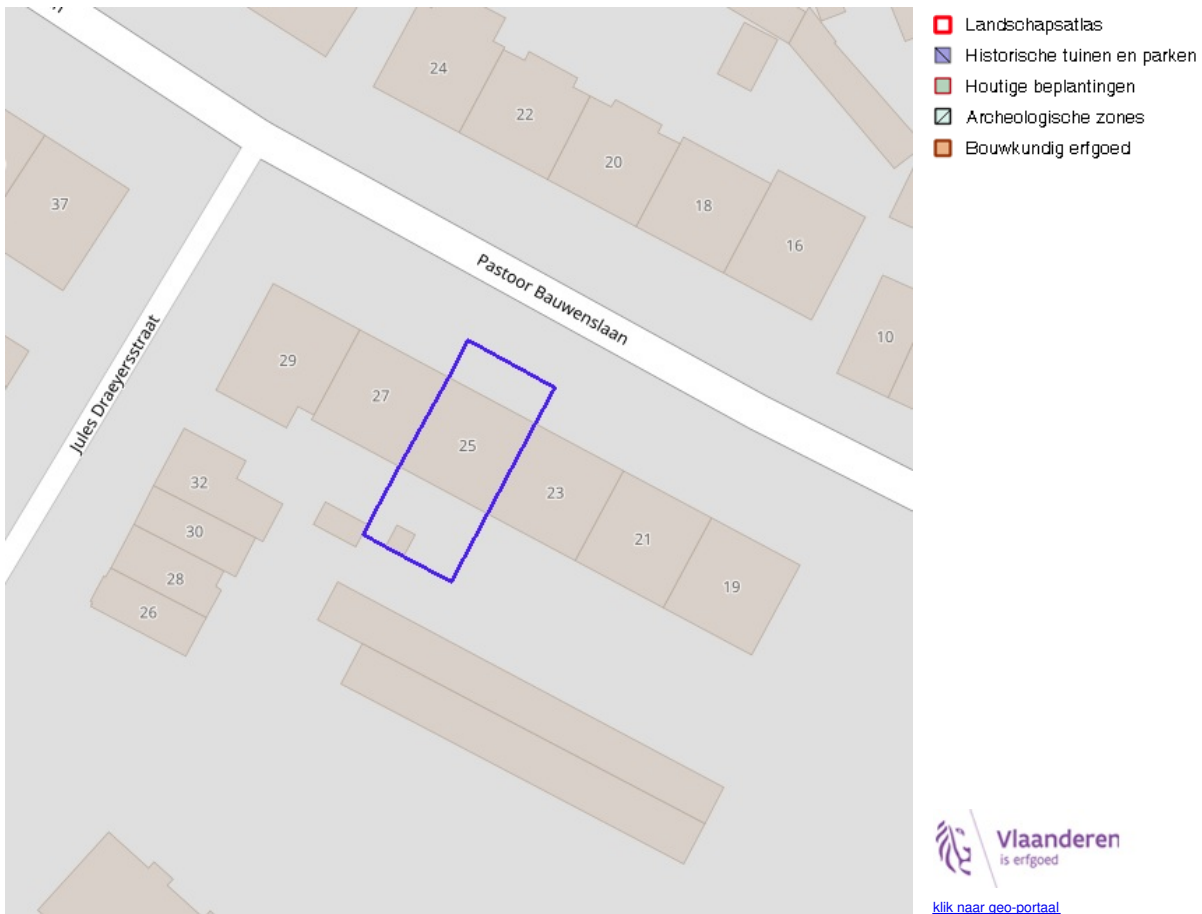 24
22
20
18
16
10
37
Pastoor Bauwenslaan
Jules Draeyersstraat
29
27
25
23
21
19
32
30
28
26
Landschapsatlas
Historische tuinen en parken
Houtige beplantingen
Archeologische zones
Bouwkundig erfgoed
Vlaanderen
is erfgoed
klik naar geo-portaal